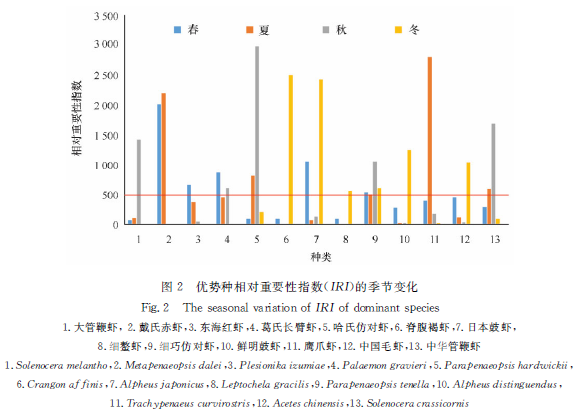 3 500
春
夏
秋
冬
3 000
2 500
2 000
1 500
1 000
500
0
相对重要性指数
1 2 3 4 5 6 7 8 9 10 11 12 13
种类
图 2 优势种相对重要性指数(IRI)的季节变化
Fig. 2 The seasonal variation of IRI of dominant species
1. 大管鞭虾, 2. 戴氏赤虾,3. 东海红虾,4. 葛氏长臂虾,5. 哈氏仿对虾,6. 脊腹褐虾,7. 日本鼓虾,
8. 细螯虾,9. 细巧仿对虾,10. 鲜明鼓虾,11. 鹰爪虾,12. 中国毛虾,13. 中华管鞭虾
1. Solenocera melantho,2. Metapenaeopsis dalei,3. Plesionika izumiae,4. Palaemon gravieri,5. Parapenaeopsis hardwickii,
6. Crangon af finis,7. Alpheus japonicus,8. Leptochela gracilis,9. Parapenaeopsis tenella,10. Alpheus distinguendus,
11. Trachypenaeus curvirostris,12. Acetes chinensis,13. Solenocera crassicornis